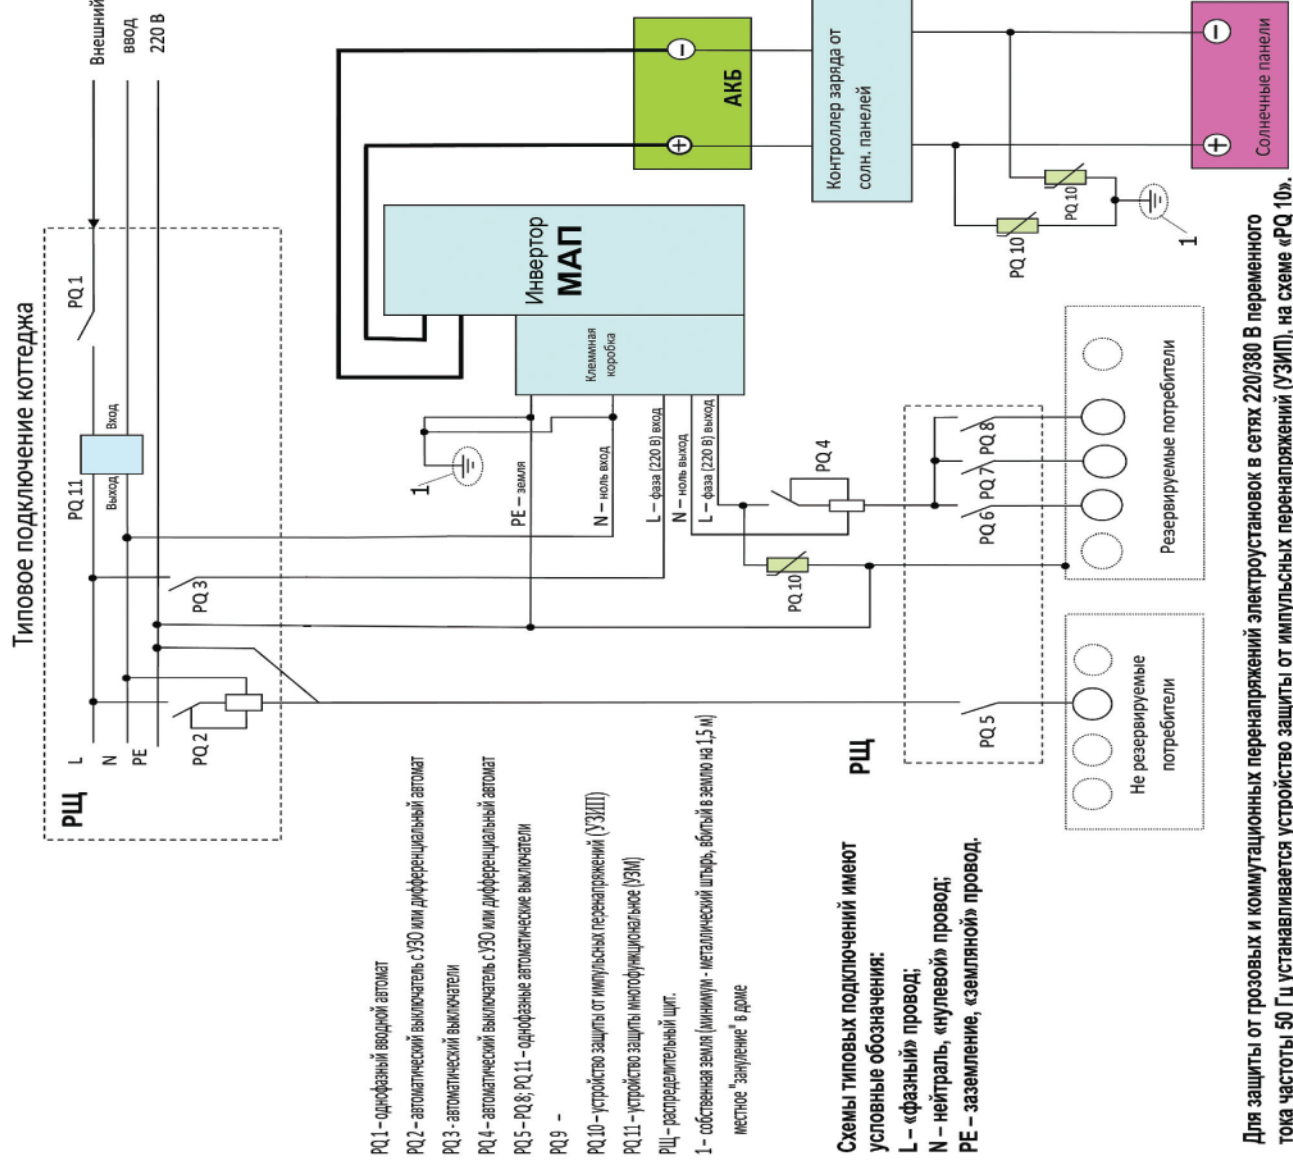 Типовое подключение коттеджа
Внешний
ввод
220 В
PQ 1
PQ 11
Вход
Выход
L
N
PE
РЩ
PQ 2
PQ 3
1
PE – земля
N – ноль вход
L – фаза (220 В) вход
N – ноль выход
L – фаза (220 В) выход
Клеммная
коробка
Инвертор
МАП
АКБ
–
+
Контроллер заряда от
солн. панелей
PQ 10
PQ 10
1
–
+
Солнечные панели
PQ 10
PQ 4
РЩ
PQ 5
PQ 6
PQ 7
PQ 8
Не резервируемые
потребители
Резервируемые потребители
PQ 1 – однофазный вводной автомат
PQ 2 – автоматический выключатель с УЗО или дифференциальный автомат
PQ 3 - автоматический выключатели
PQ 4 – автоматический выключатель с УЗО или дифференциальный автомат
PQ 5 – PQ 8; PQ 11 – однофазные автоматические выключатели
PQ 9 –
PQ 10 – устройство защиты от импульсных перенапряжений (УЗИП)
PQ 11 – устройство защиты многофункциональное (УЗМ)
РЩ – распределительный щит.
1 – собственная земля (минимум - металлический штырь, вбитый в землю на 1,5 м)
местное "зануление" в доме
Схемы типовых подключений имеют
условные обозначения:
L – «фазный» провод;
N – нейтраль, «нулевой» провод;
PE – заземление, «земляной» провод.
Для защиты от грозовых и коммутационных перенапряжений электроустановок в сетях 220/380 В переменного
тока частоты 50 Гц устанавливается устройство защиты от импульсных перенапряжений (УЗИП), на схеме «PQ 10».